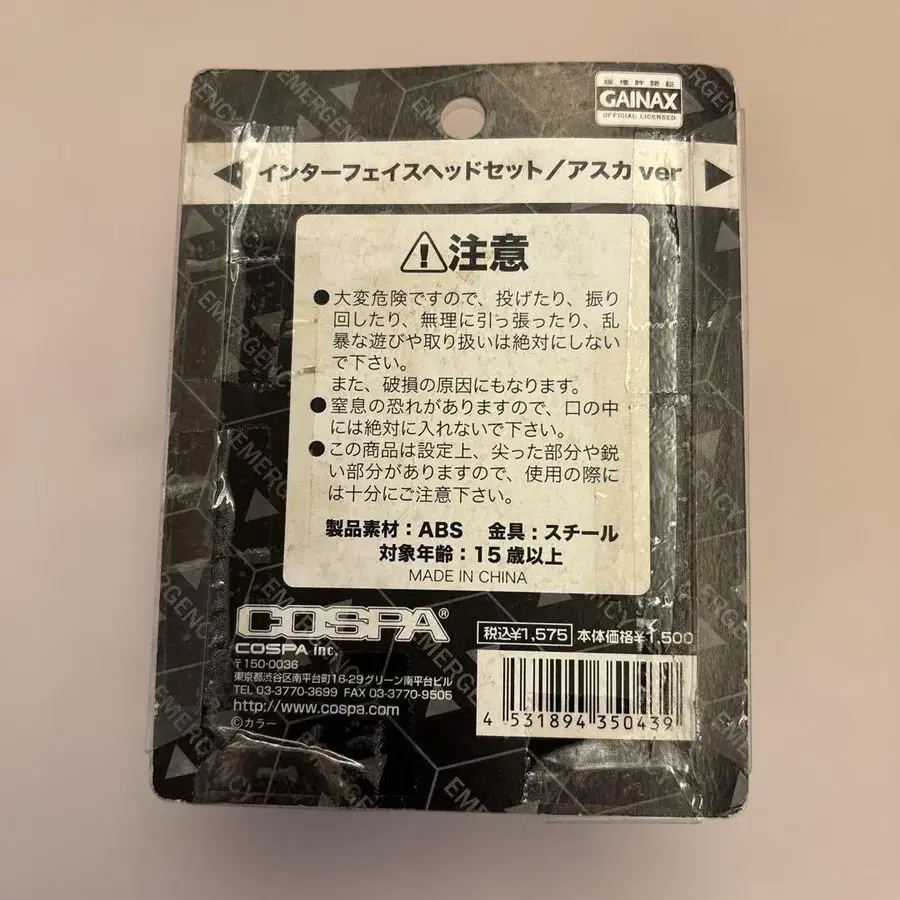 版権許諾証
GAINAX
OFFICIAL LICENSED
インターフェイスヘッドセット/アスカ ver
注意
●大変危険ですので、投げたり、振り
回したり、無理に引っ張ったり、乱
暴な遊びや取り扱いは絶対にしない
で下さい。
また、破損の原因にもなります。
●窒息の恐れがありますので、口の中
には絶対に入れないで下さい。
●この商品は設定上、尖った部分や鋭
い部分がありますので、使用の際に
は十分にご注意下さい。
製品素材：ABS 金具：スチール
対象年齢：15歳以上
MADE IN CHINA
COSPA®
COSPA inc.
〒150-0036
東京都渋谷区南平台町16-29グリーン南平台ビル
TEL 03-3770-3699 FAX 03-3770-9505
http://www.cospa.com
©カラー
税込¥1,575 本体価格¥1,500
4 531894 350439
EMERGENCY
EMERGENCY
EMERGENCY
EMERGENCY
EMERGENCY
EMERGENCY
EMERGENCY